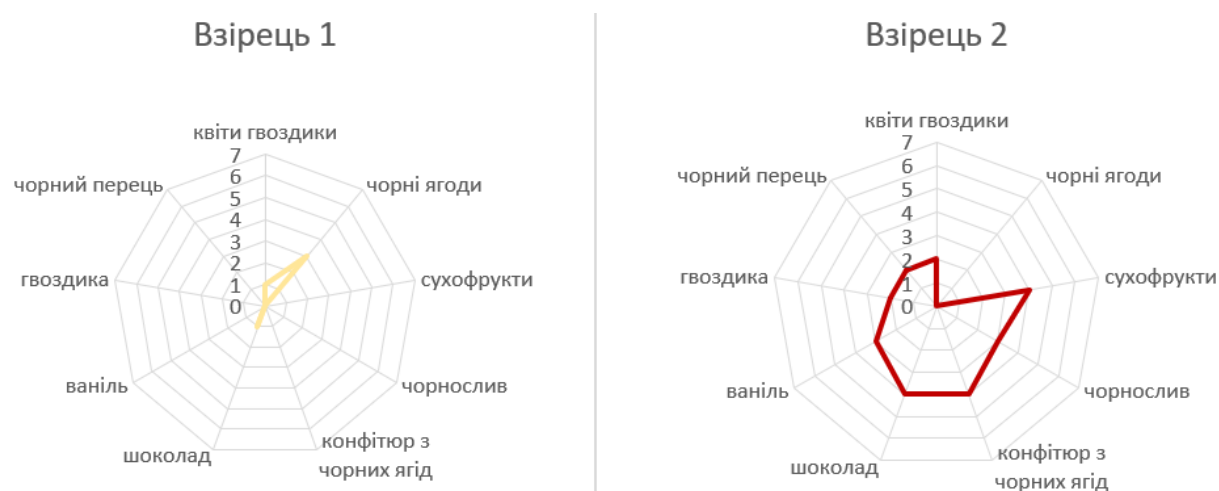 Взірець 1
квіти гвоздики
7
6
5
4
3
2
1
0
чорні ягоди
сухофрукти
чорнослив
конфітюр з
чорних ягід
шоколад
ваніль
гвоздика
чорний перець
Взірець 2
квіти гвоздики
7
6
5
4
3
2
1
0
чорні ягоди
сухофрукти
чорнослив
конфітюр з
чорних ягід
шоколад
ваніль
гвоздика
чорний перець